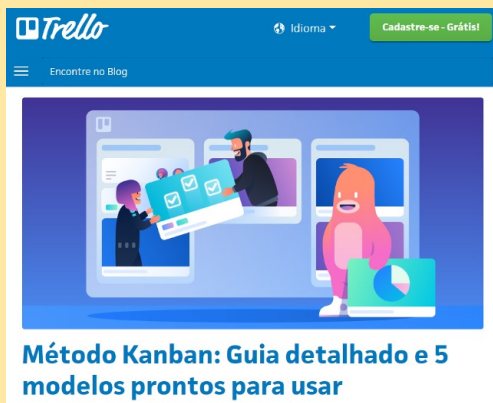 Trello
Idioma
Cadastre-se - Grátis!
Encontre no Blog
Método Kanban: Guia detalhado e 5
modelos prontos para usar